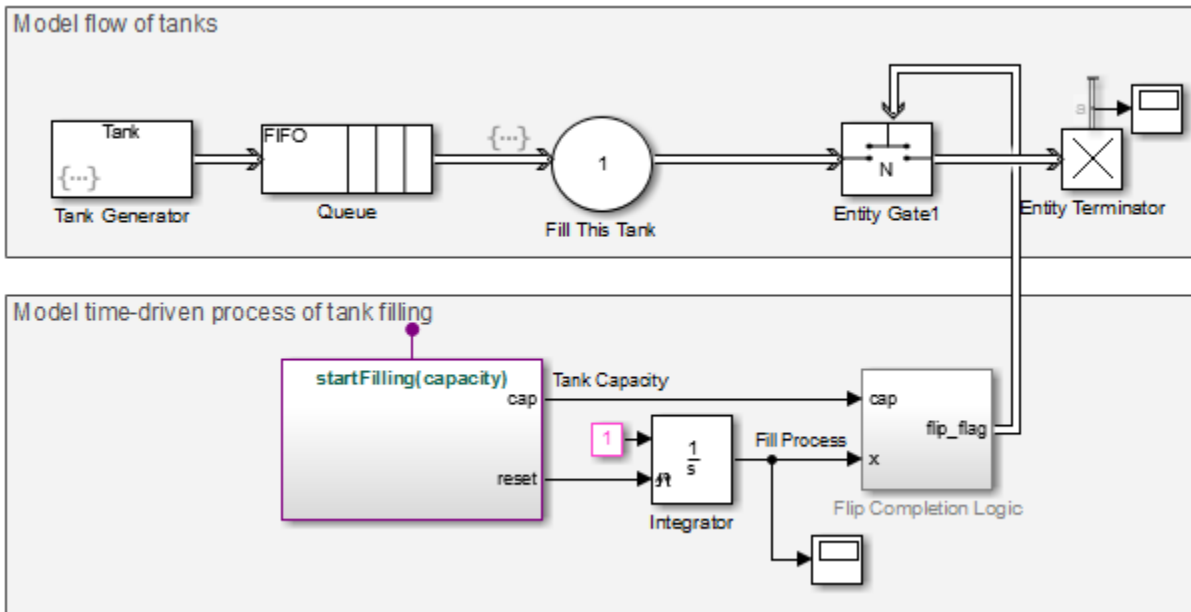 Model flow of tanks
Tank
{...}
Tank Generator
FIFO
Queue
{...}
1
Fill This Tank
N
Entity Gate1
a
Entity Terminator
Model time-driven process of tank filling
startFilling(capacity)
cap
reset
Tank Capacity
1
1
s
Integrator
Fill Process
cap
x
flip_flag
Flip Completion Logic